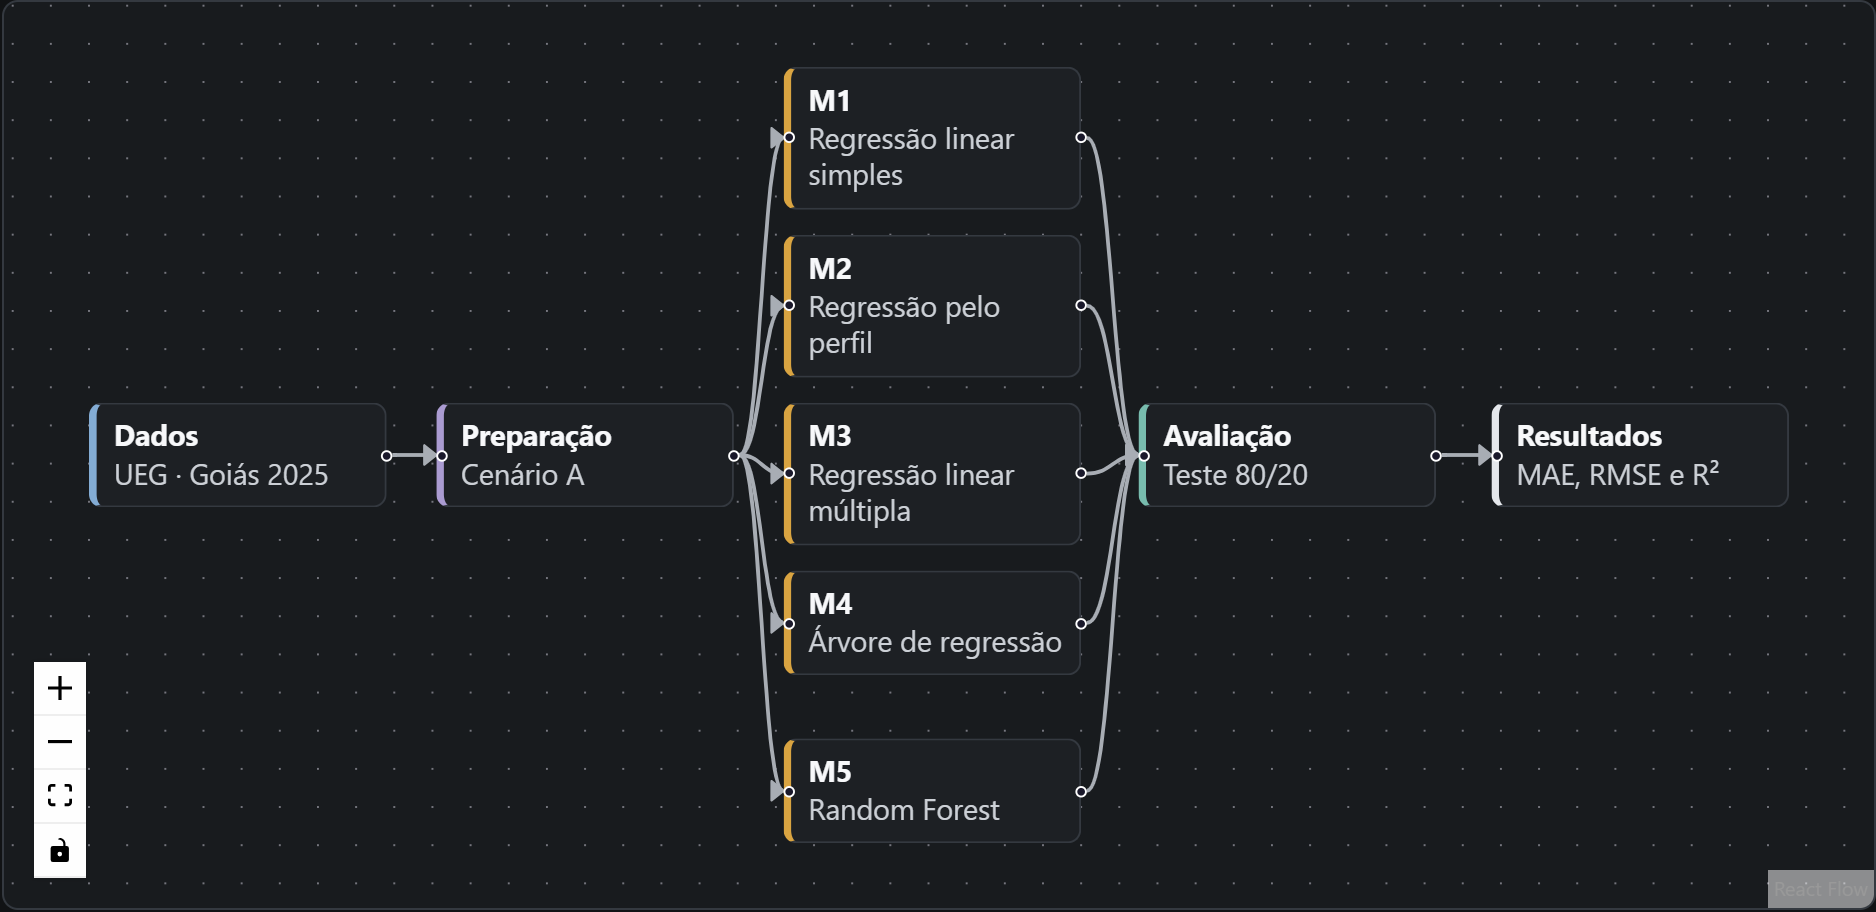 M1
Regressão linear
simples
M2
Regressão pelo
perfil
Dados
UEG · Goiás 2025
Preparação
Cenário A
M3
Regressão linear
múltipla
Avaliação
Teste 80/20
Resultados
MAE, RMSE e R²
M4
Árvore de regressão
M5
Random Forest
React Flow